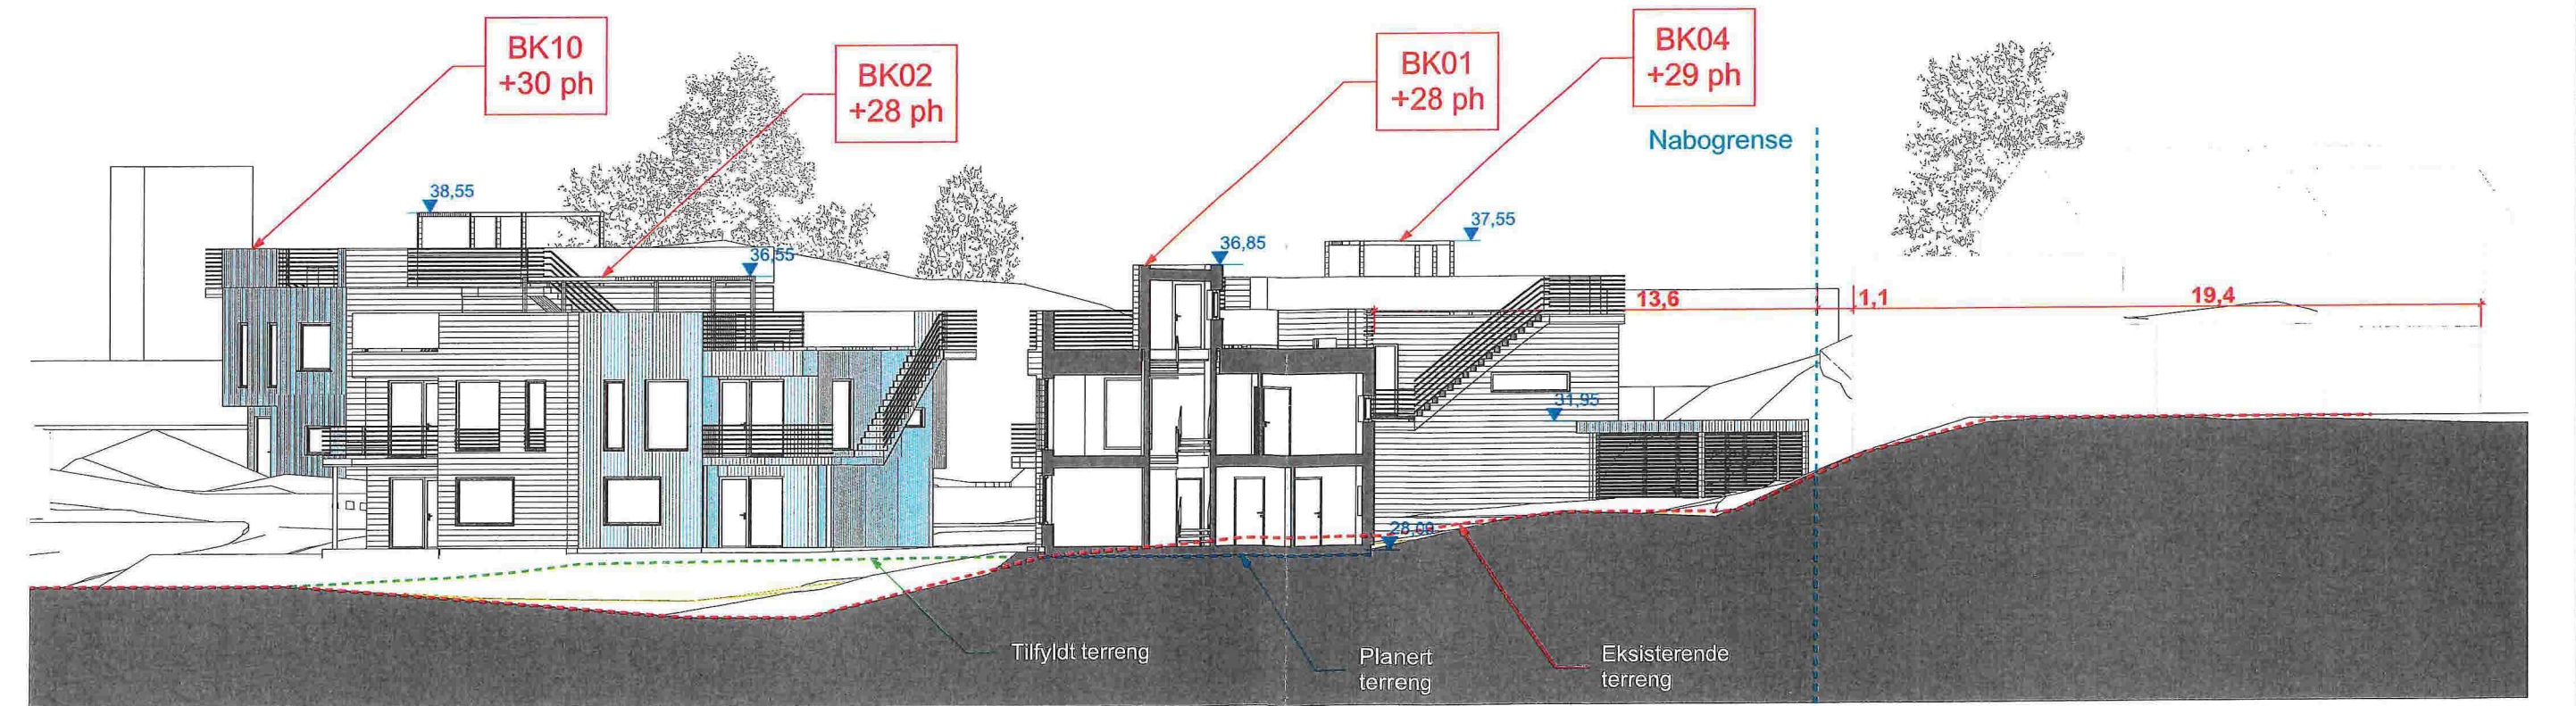 BK10
+30 ph
BK02
+28 ph
BK01
+28 ph
BK04
+29 ph
Nabogrense
38,55
36,55
36,85
37,55
13,6
1,1
19,4
31,95
28,00
Tilfyldt terreng
Planert
terreng
Eksisterende
terreng